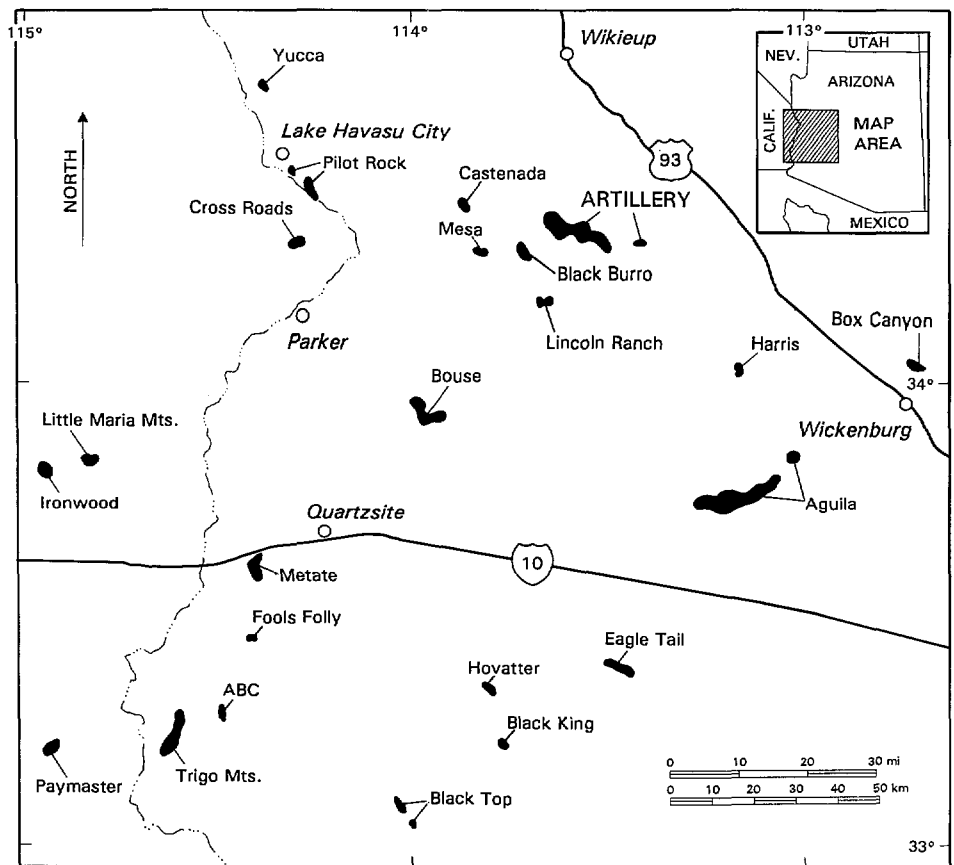 115°
114°
113°
Wikieup
Yucca
UTAH
NEV.
ARIZONA
CALIF.
MAP
AREA
MEXICO
NORTH
Lake Havasu City
Pilot Rock
93
Castenada
ARTILLERY
Cross Roads
Mesa
Black Burro
Parker
Lincoln Ranch
Harris
Box Canyon
34°
Bouse
Little Maria Mts.
Wickenburg
Ironwood
Aguila
Quartzsite
10
Metate
Fools Folly
Eagle Tail
Hovatter
ABC
Black King
Paymaster
Trigo Mts.
0 10 20 30 mi
0 10 20 30 40 50 km
Black Top
33°